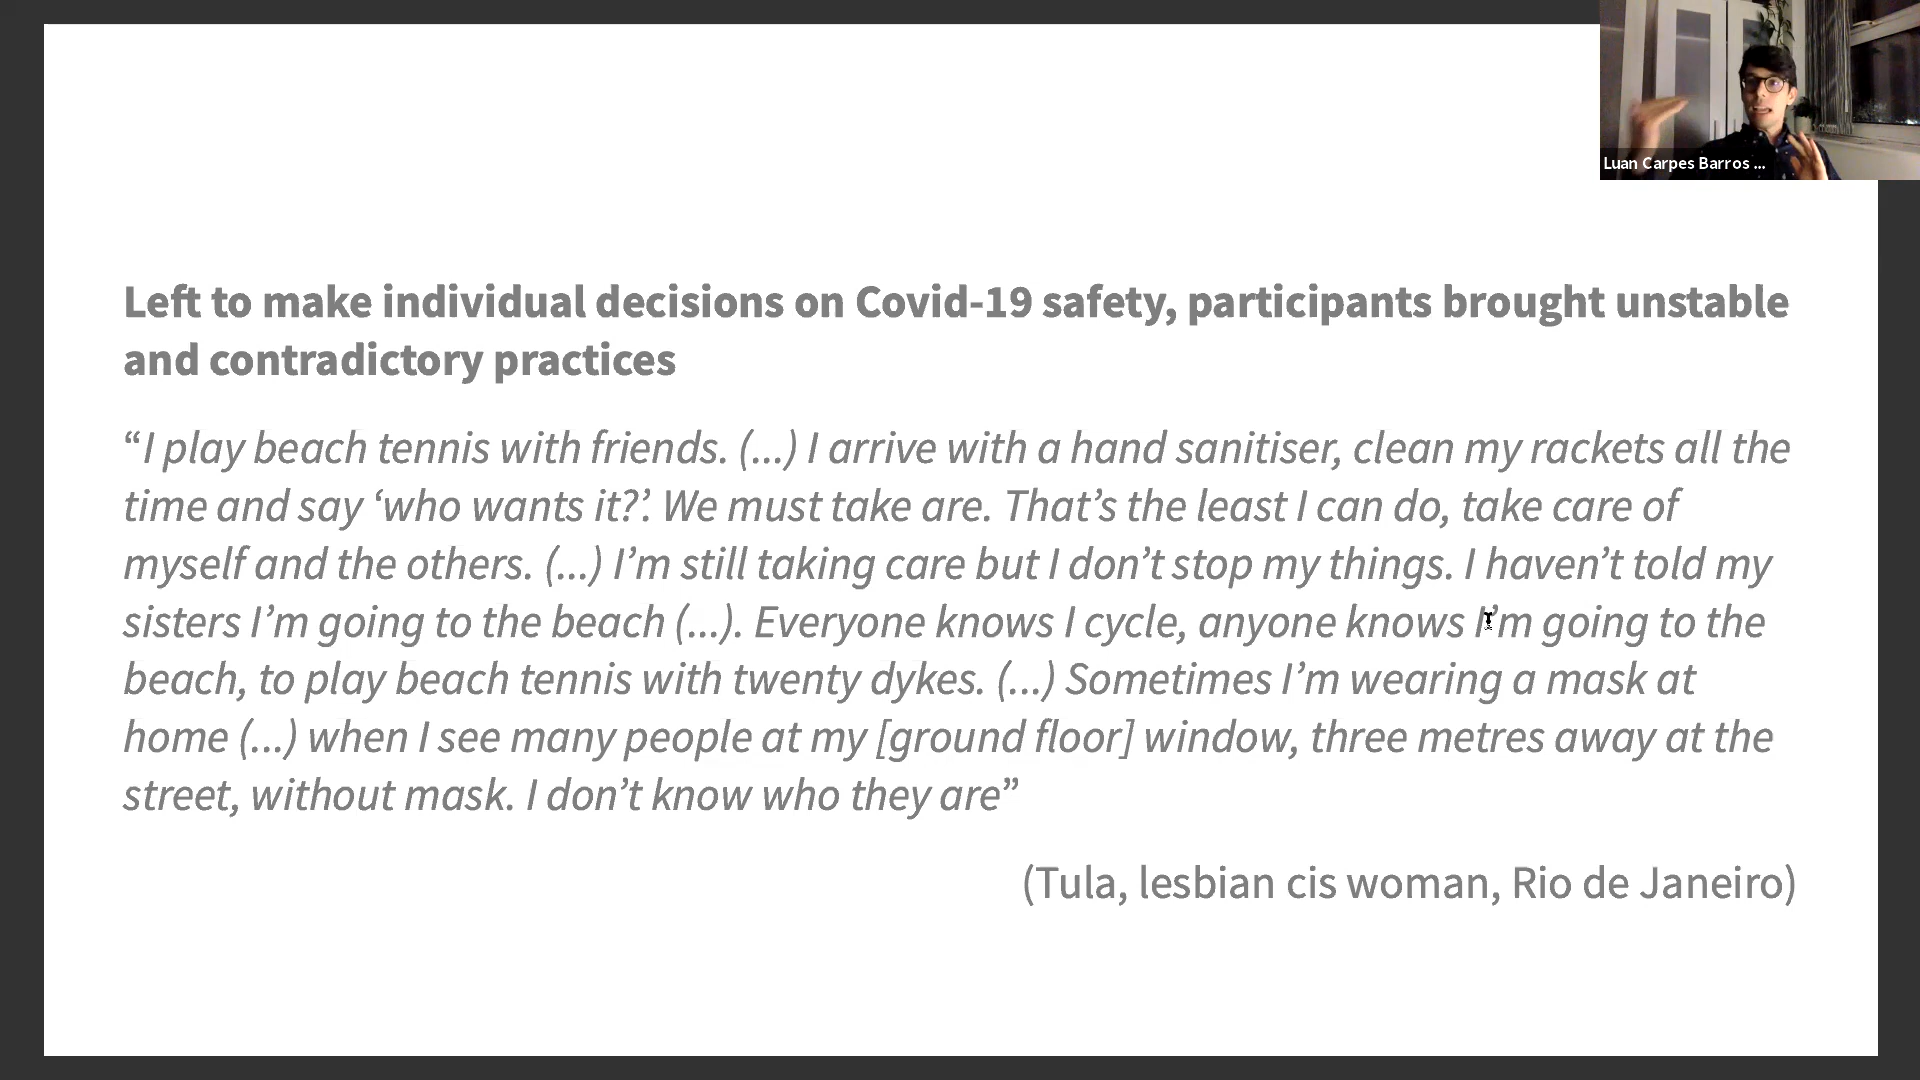 Luan Carpes Barros ...
Left to make individual decisions on Covid-19 safety, participants brought unstable
and contradictory practices
“I play beach tennis with friends. (...) I arrive with a hand sanitiser, clean my rackets all the
time and say ‘who wants it?’. We must take are. That’s the least I can do, take care of
myself and the others. (...) I’m still taking care but I don’t stop my things. I haven’t told my
sisters I’m going to the beach (...). Everyone knows I cycle, anyone knows I’m going to the
beach, to play beach tennis with twenty dykes. (...) Sometimes I’m wearing a mask at
home (...) when I see many people at my [ground floor] window, three metres away at the
street, without mask. I don’t know who they are”
(Tula, lesbian cis woman, Rio de Janeiro)